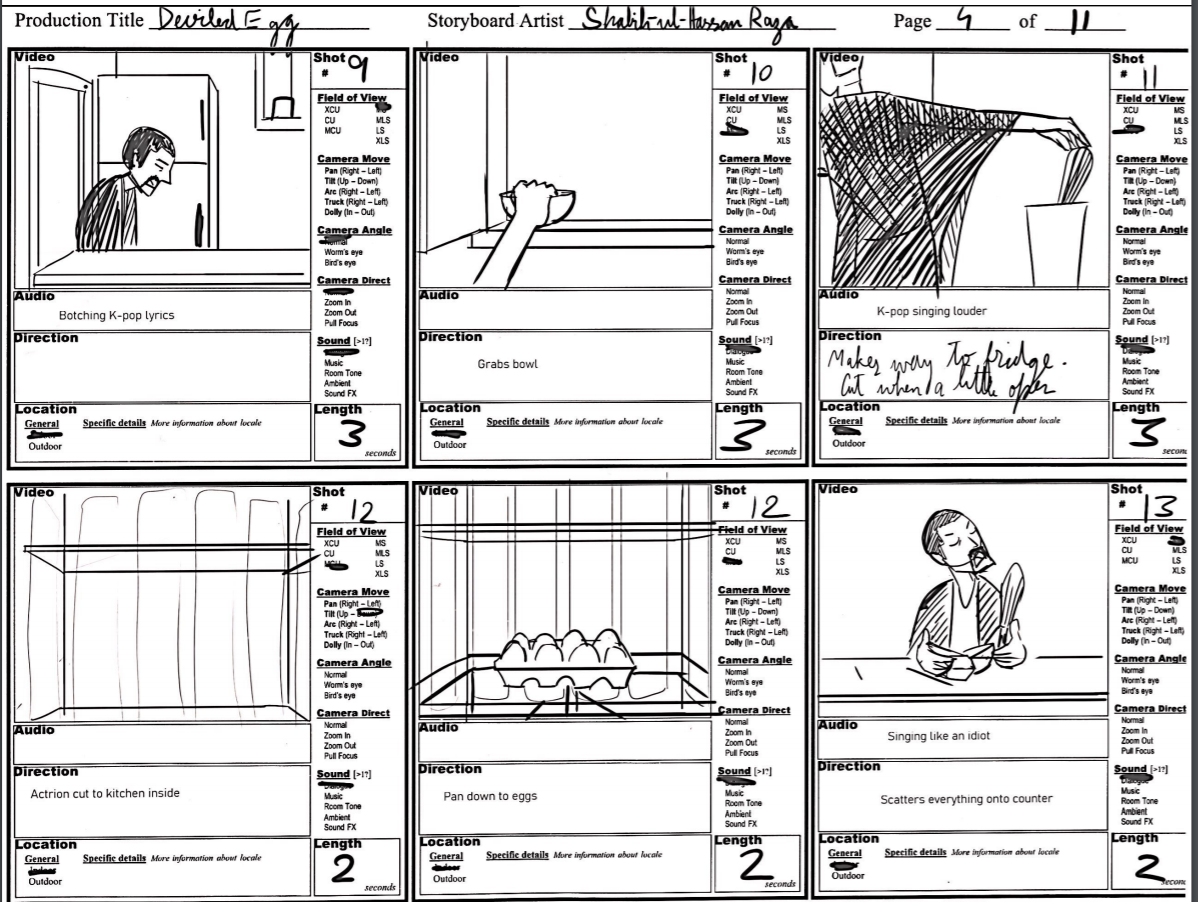 Production Title Deviled Egg Storyboard Artist ul-Hassan Raza Page 4 of 11
Video
Shot
# 9
Field of View
XCU
CU MLS
MCU LS
XLS
Camera Move
Pan (Right – Left)
Tilt (Up – Down)
Arc (Right – Left)
Truck (Right – Left)
Dolly (In – Out)
Camera Angle
Normal
Worm's eye
Bird's eye
Camera Direct
Zoom In
Zoom Out
Pull Focus
Sound [>1?]
Music
Room Tone
Ambient
Sound FX
Audio
Botching K-pop lyrics
Direction
Location
General Specific details More information about locale
Outdoor
Length
3
seconds
Video
Shot
# 10
Field of View
XCU MS
CU MLS
LS
XLS
Camera Move
Pan (Right – Left)
Tilt (Up – Down)
Arc (Right – Left)
Truck (Right – Left)
Dolly (In – Out)
Camera Angle
Normal
Worm's eye
Bird's eye
Camera Direct
Normal
Zoom In
Zoom Out
Pull Focus
Sound [>1?]
Dialogue
Music
Room Tone
Ambient
Sound FX
Audio
Direction
Grabs bowl
Location
General Specific details More information about locale
Outdoor
Length
3
seconds
Video
Shot
# 11
Field of View
XCU MS
CU MLS
LS
XLS
Camera Move
Pan (Right – Left)
Tilt (Up – Down)
Arc (Right – Left)
Truck (Right – Left)
Dolly (In – Out)
Camera Angle
Normal
Worm's eye
Bird's eye
Camera Direct
Normal
Zoom In
Zoom Out
Pull Focus
Sound [>1?]
Dialogue
Music
Room Tone
Ambient
Sound FX
Audio
K-pop singing louder
Direction
Makes way to fridge.
Cut when a little open
Location
General Specific details More information about locale
Outdoor
Length
3
secon
Video
Shot
# 12
Field of View
XCU MS
CU MLS
MCU LS
XLS
Camera Move
Pan (Right – Left)
Tilt (Up – Down)
Arc (Right – Left)
Truck (Right – Left)
Dolly (In – Out)
Camera Angle
Normal
Worm's eye
Bird's eye
Camera Direct
Normal
Zoom In
Zoom Out
Pull Focus
Sound [>1?]
Dialogue
Music
Room Tone
Ambient
Sound FX
Audio
Direction
Actrion cut to kitchen inside
Location
General Specific details More information about locale
Indoor
Outdoor
Length
2
seconds
Video
Shot
# 12
Field of View
XCU MS
CU MLS
LS
XLS
Camera Move
Pan (Right – Left)
Tilt (Up – Down)
Arc (Right – Left)
Truck (Right – Left)
Dolly (In – Out)
Camera Angle
Normal
Worm's eye
Bird's eye
Camera Direct
Normal
Zoom In
Zoom Out
Pull Focus
Sound [>1?]
Dialogue
Music
Room Tone
Ambient
Sound FX
Audio
Direction
Pan down to eggs
Location
General Specific details More information about locale
Indoor
Outdoor
Length
2
seconds
Video
Shot
# 13
Field of View
XCU
CU MLS
MCU LS
XLS
Camera Move
Pan (Right – Left)
Tilt (Up – Down)
Arc (Right – Left)
Truck (Right – Left)
Dolly (In – Out)
Camera Angle
Normal
Worm's eye
Bird's eye
Camera Direct
Normal
Zoom In
Zoom Out
Pull Focus
Sound [>1?]
Dialogue
Music
Room Tone
Ambient
Sound FX
Audio
Singing like an idiot
Direction
Scatters everything onto counter
Location
General Specific details More information about locale
Outdoor
Length
2
secon